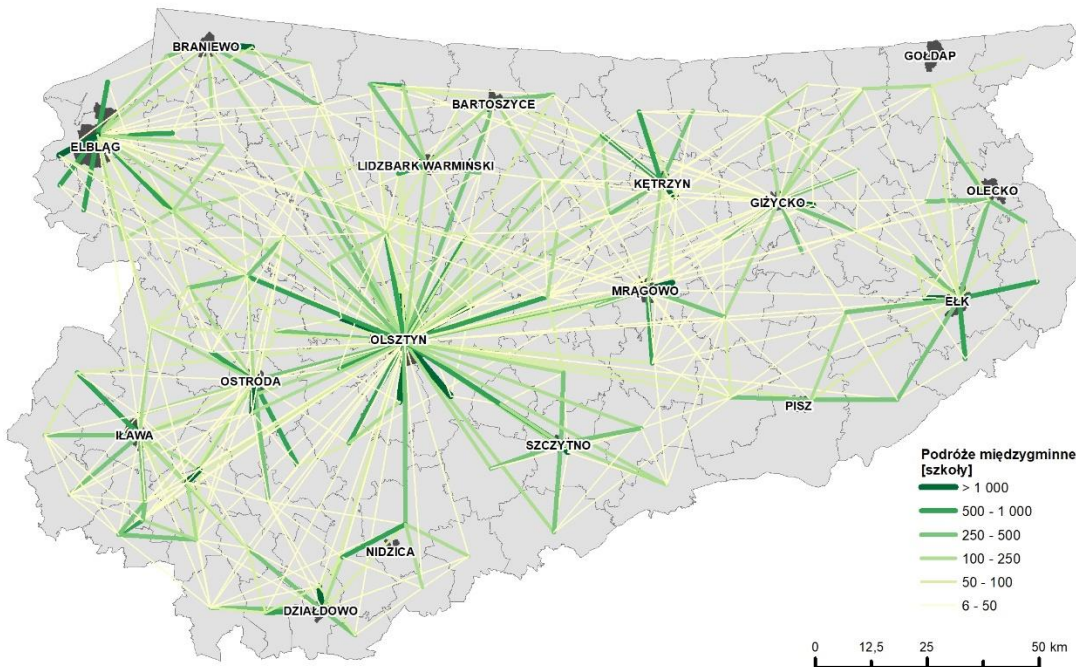 BRANIEWO
GOŁDAP
BARTOSZYCE
ELBLĄG
LIDZBARK WARMIŃSKI
KĘTRZYN
OLECKO
GIŻYCKO
MRĄGOWO
EŁK
OLSZTYN
OSTRÓDA
PISZ
IŁAWA
SZCZYTNO
NIDZICA
DZIAŁDOWO
Podróże międzygminne
[szkoły]
> 1 000
500 - 1 000
250 - 500
100 - 250
50 - 100
6 - 50
0 12,5 25 50 km